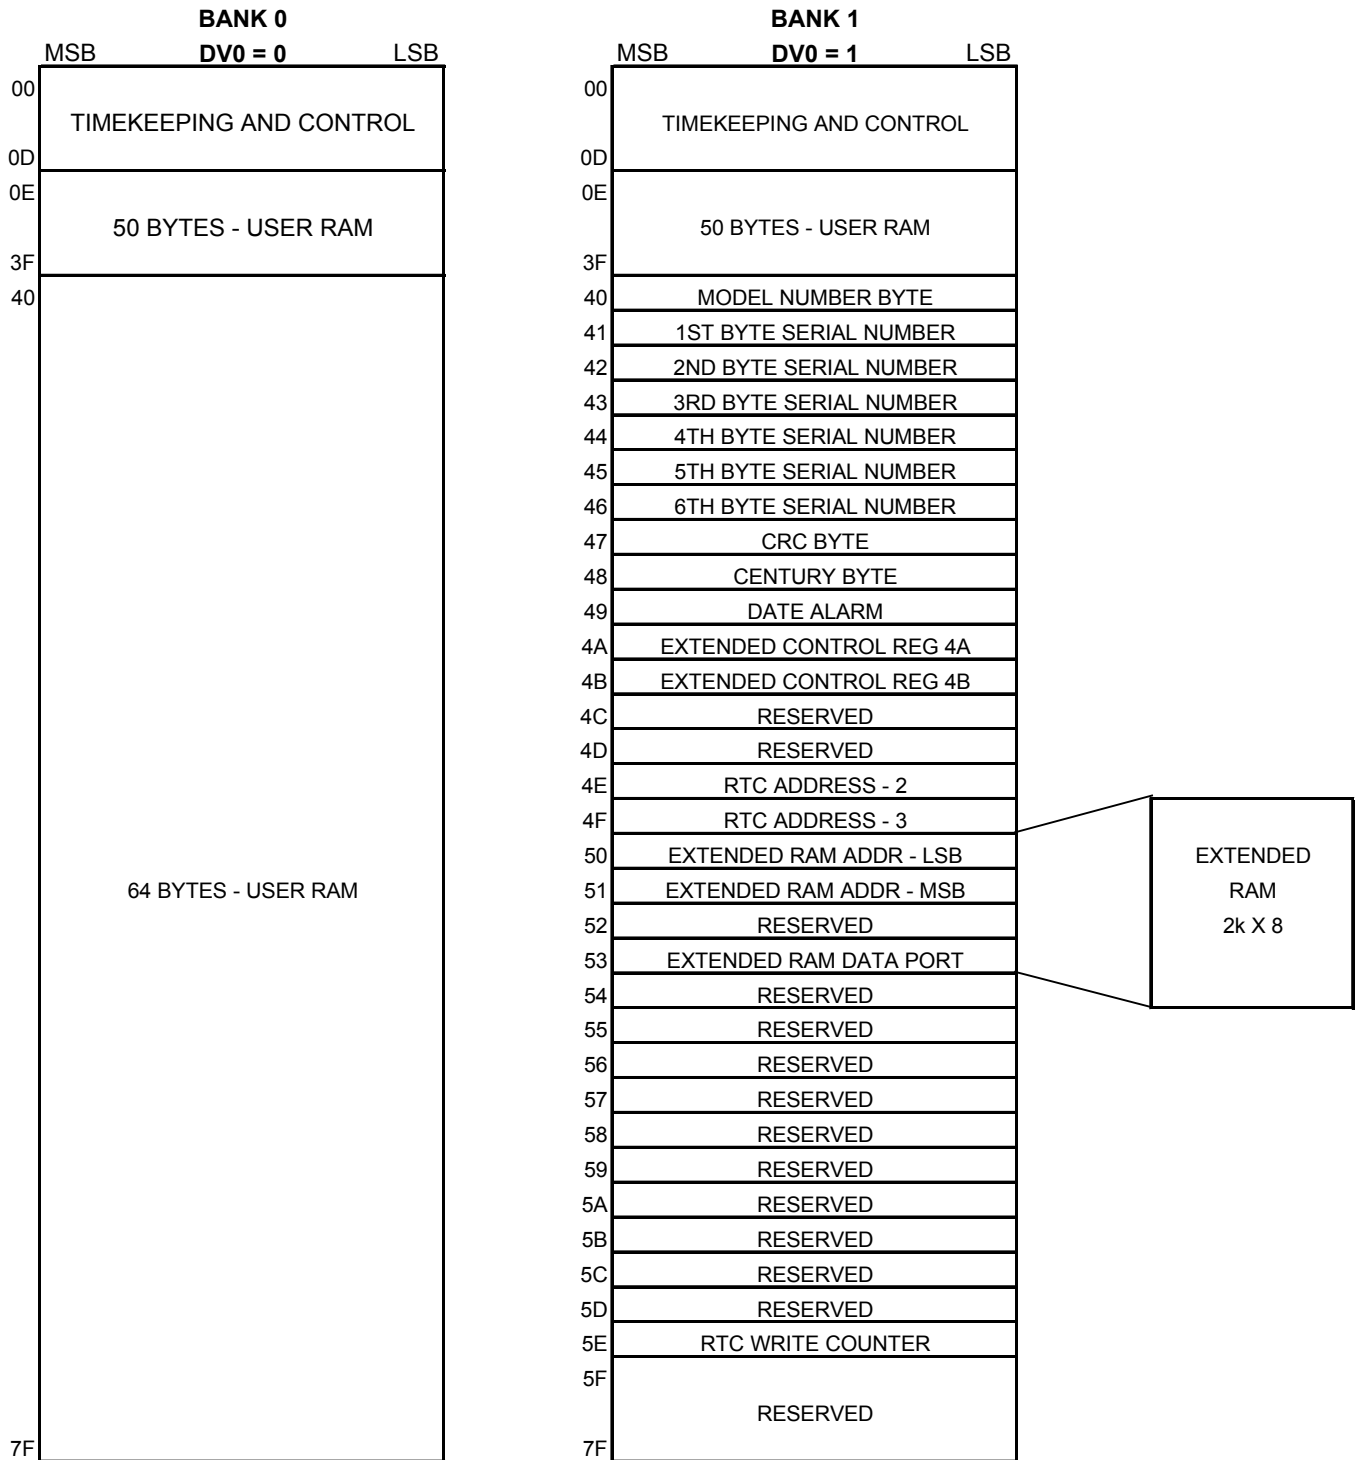 BANK 0
MSB DV0 = 0 LSB
00
TIMEKEEPING AND CONTROL
0D
0E
50 BYTES - USER RAM
3F
40
64 BYTES - USER RAM
7F
BANK 1
MSB DV0 = 1 LSB
00
TIMEKEEPING AND CONTROL
0D
0E
50 BYTES - USER RAM
3F
40 MODEL NUMBER BYTE
41 1ST BYTE SERIAL NUMBER
42 2ND BYTE SERIAL NUMBER
43 3RD BYTE SERIAL NUMBER
44 4TH BYTE SERIAL NUMBER
45 5TH BYTE SERIAL NUMBER
46 6TH BYTE SERIAL NUMBER
47 CRC BYTE
48 CENTURY BYTE
49 DATE ALARM
4A EXTENDED CONTROL REG 4A
4B EXTENDED CONTROL REG 4B
4C RESERVED
4D RESERVED
4E RTC ADDRESS - 2
4F RTC ADDRESS - 3
50 EXTENDED RAM ADDR - LSB
51 EXTENDED RAM ADDR - MSB
52 RESERVED
53 EXTENDED RAM DATA PORT
54 RESERVED
55 RESERVED
56 RESERVED
57 RESERVED
58 RESERVED
59 RESERVED
5A RESERVED
5B RESERVED
5C RESERVED
5D RESERVED
5E RTC WRITE COUNTER
5F
RESERVED
7F
EXTENDED
RAM
2k X 8